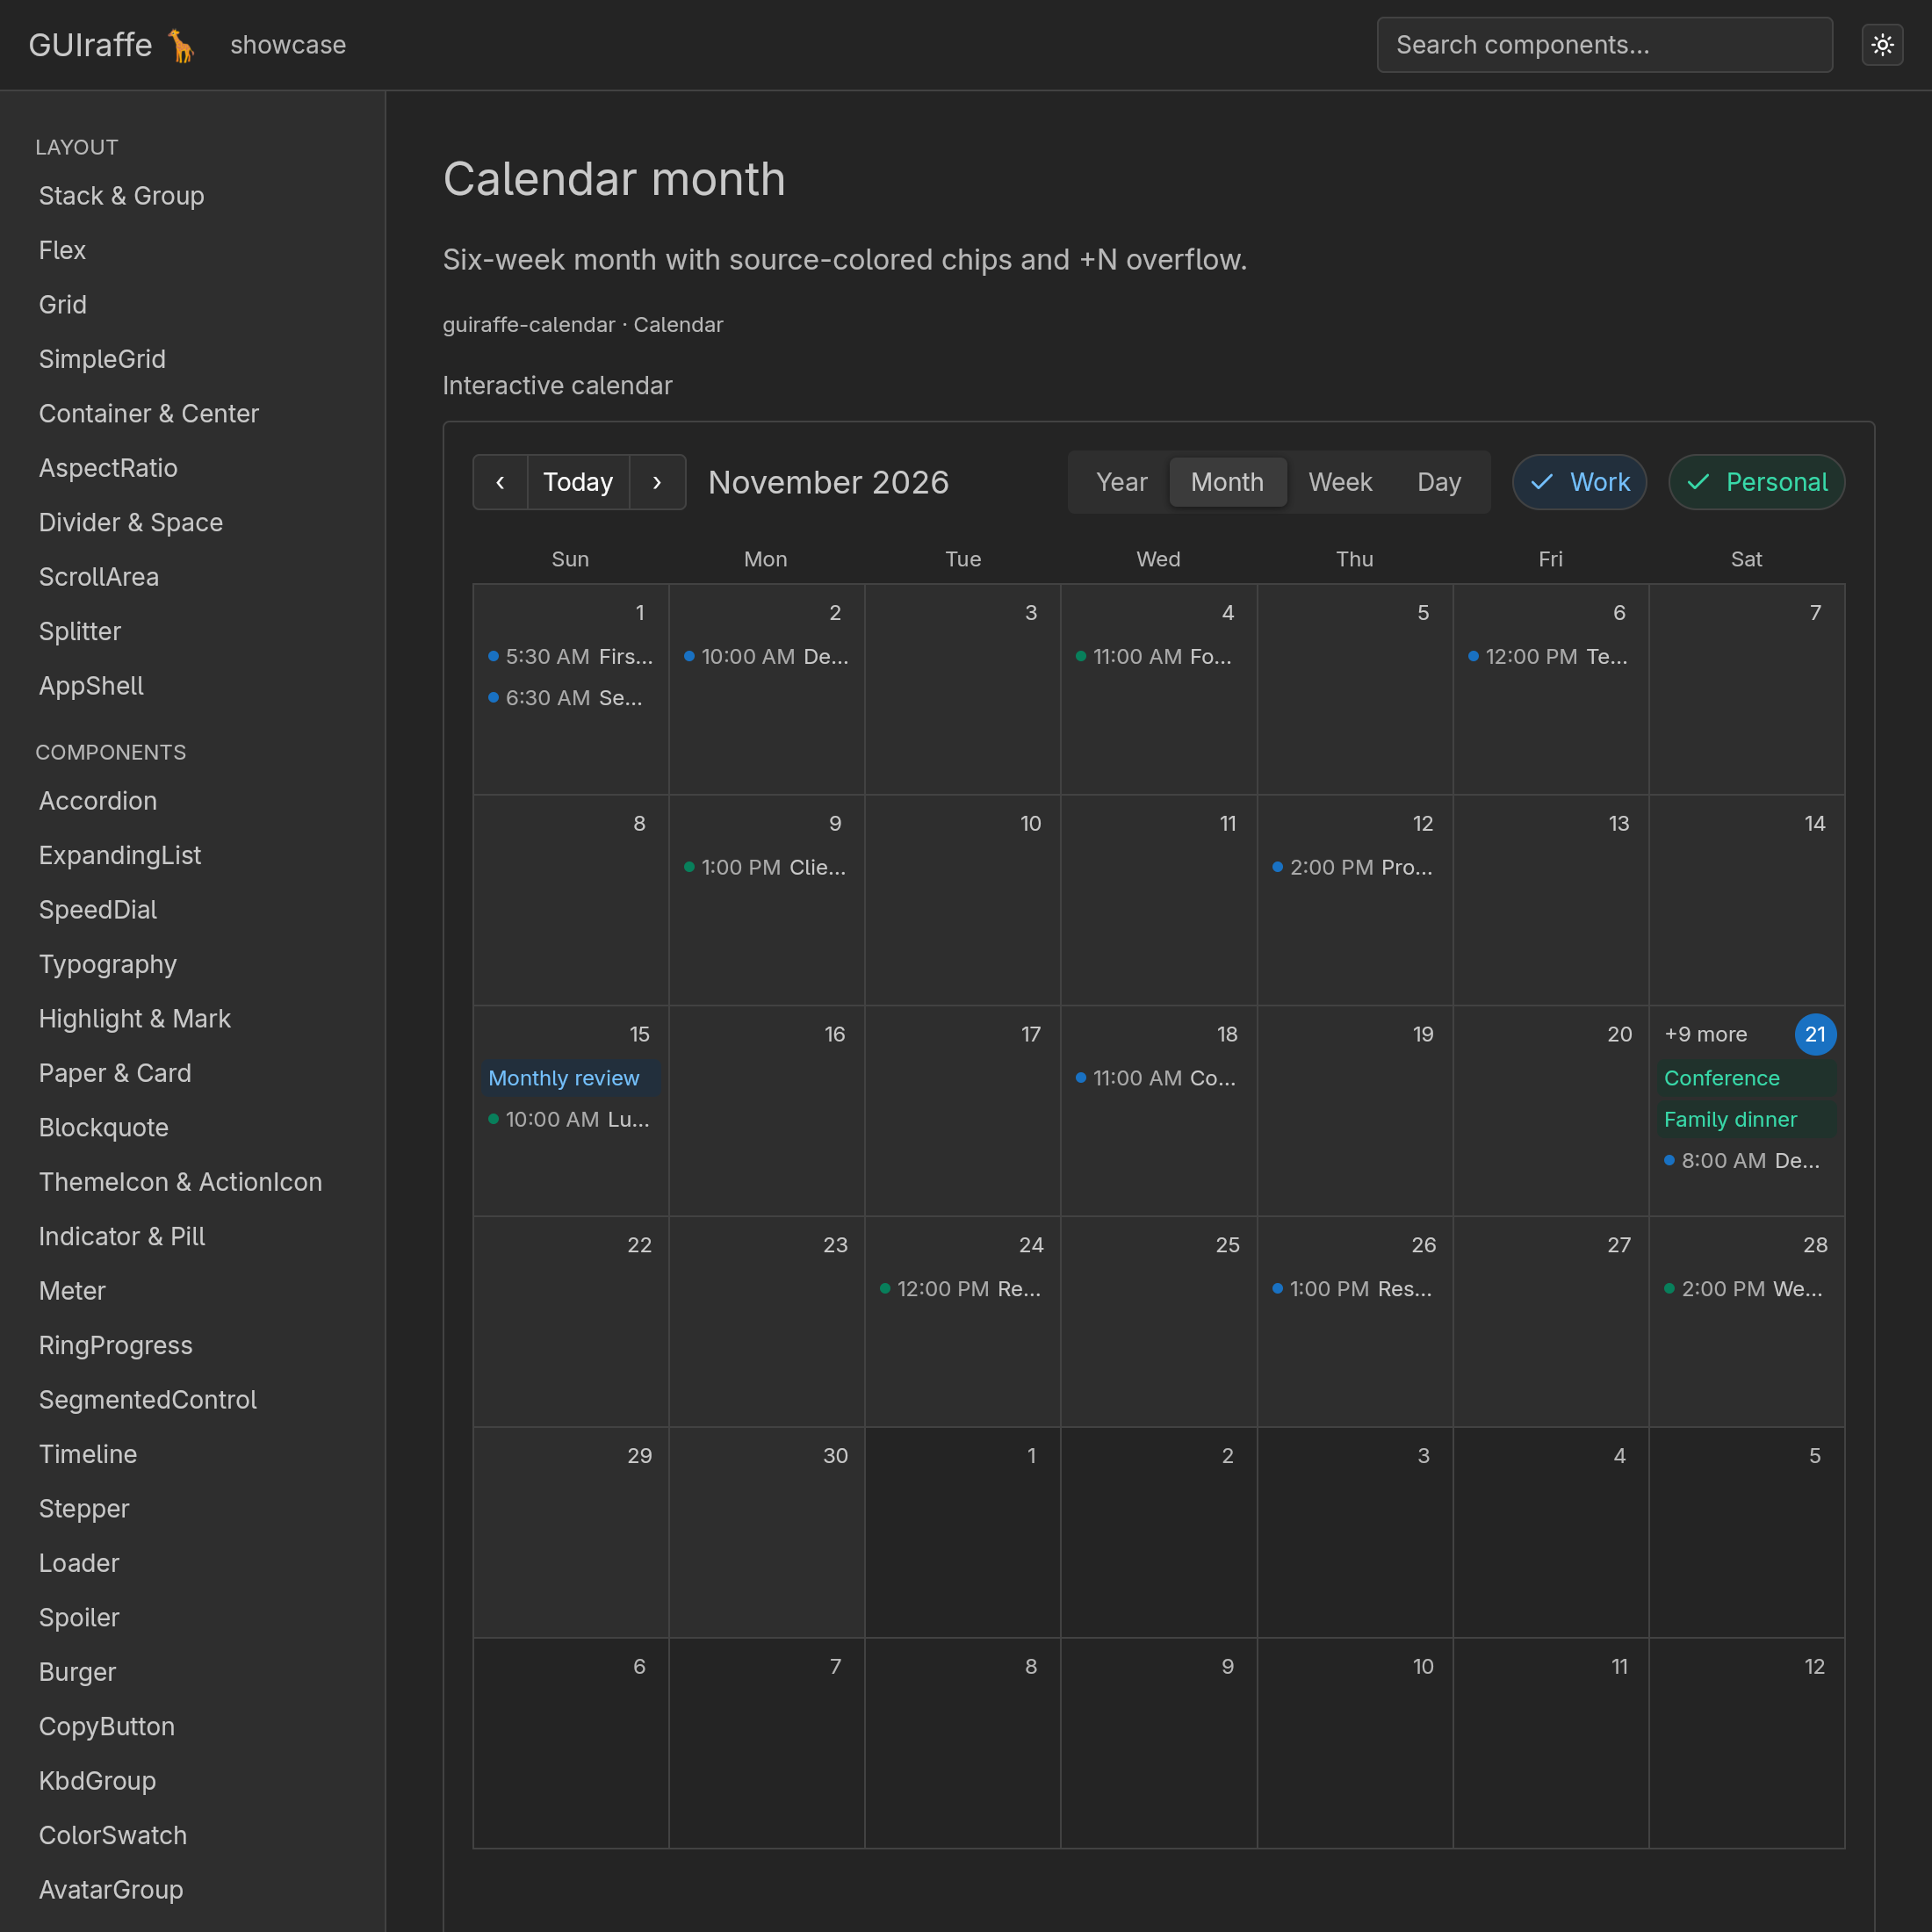 GUIraffe 🦒 showcase
Search components...
LAYOUT
Stack & Group
Flex
Grid
SimpleGrid
Container & Center
AspectRatio
Divider & Space
ScrollArea
Splitter
AppShell
COMPONENTS
Accordion
ExpandingList
SpeedDial
Typography
Highlight & Mark
Paper & Card
Blockquote
ThemeIcon & ActionIcon
Indicator & Pill
Meter
RingProgress
SegmentedControl
Timeline
Stepper
Loader
Spoiler
Burger
CopyButton
KbdGroup
ColorSwatch
AvatarGroup
Calendar month
Six-week month with source-colored chips and +N overflow.
guiraffe-calendar · Calendar
Interactive calendar
‹ Today › November 2026 Year Month Week Day Work Personal
Sun Mon Tue Wed Thu Fri Sat
1 2 3 4 5 6 7
5:30 AM Firs... 10:00 AM De... 11:00 AM Fo... 12:00 PM Te...
6:30 AM Se...
8 9 10 11 12 13 14
1:00 PM Clie... 2:00 PM Pro...
15 16 17 18 19 20 +9 more 21
Monthly review 11:00 AM Co... Conference
10:00 AM Lu... Family dinner
8:00 AM De...
22 23 24 25 26 27 28
12:00 PM Re... 1:00 PM Res... 2:00 PM We...
29 30 1 2 3 4 5
6 7 8 9 10 11 12